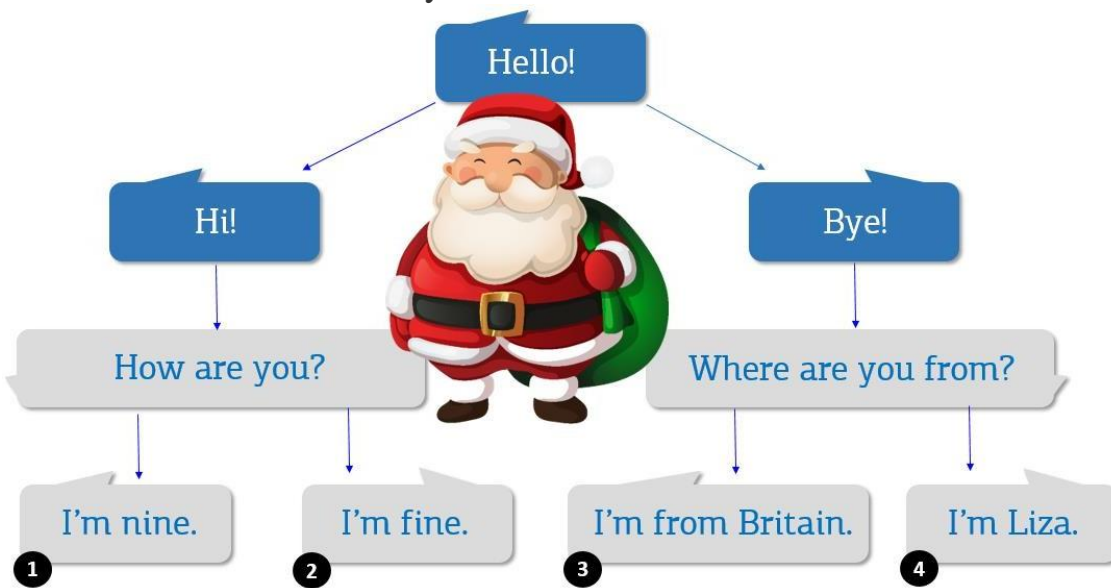 Hello!
Hi!
Bye!
How are you?
Where are you from?
I'm nine.
I'm fine.
I'm from Britain.
I'm Liza.
1
2
3
4